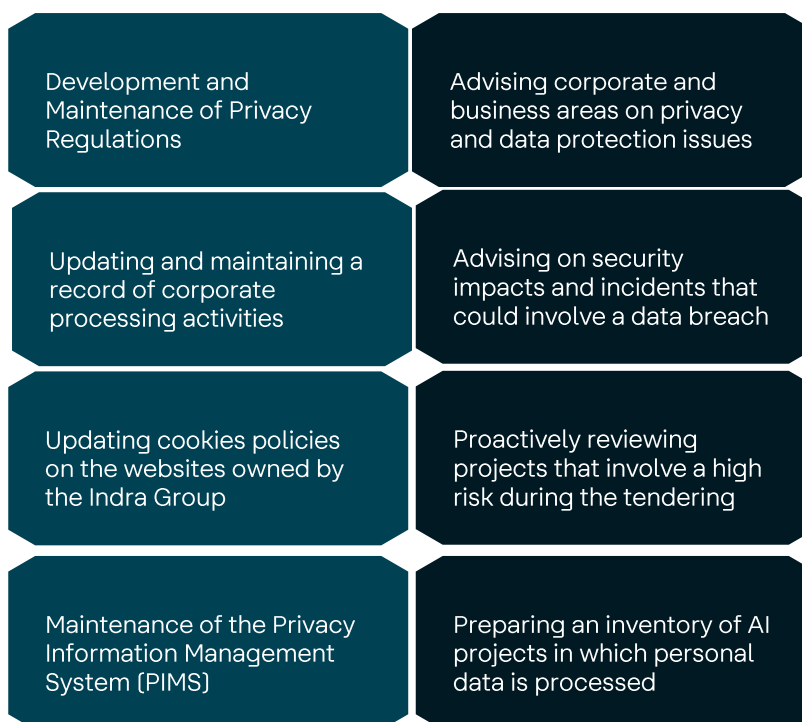 Development and
Maintenance of Privacy
Regulations
Advising corporate and
business areas on privacy
and data protection issues
Updating and maintaining a
record of corporate
processing activities
Advising on security
impacts and incidents that
could involve a data breach
Updating cookies policies
on the websites owned by
the Indra Group
Proactively reviewing
projects that involve a high
risk during the tendering
Maintenance of the Privacy
Information Management
System (PIMS)
Preparing an inventory of AI
projects in which personal
data is processed